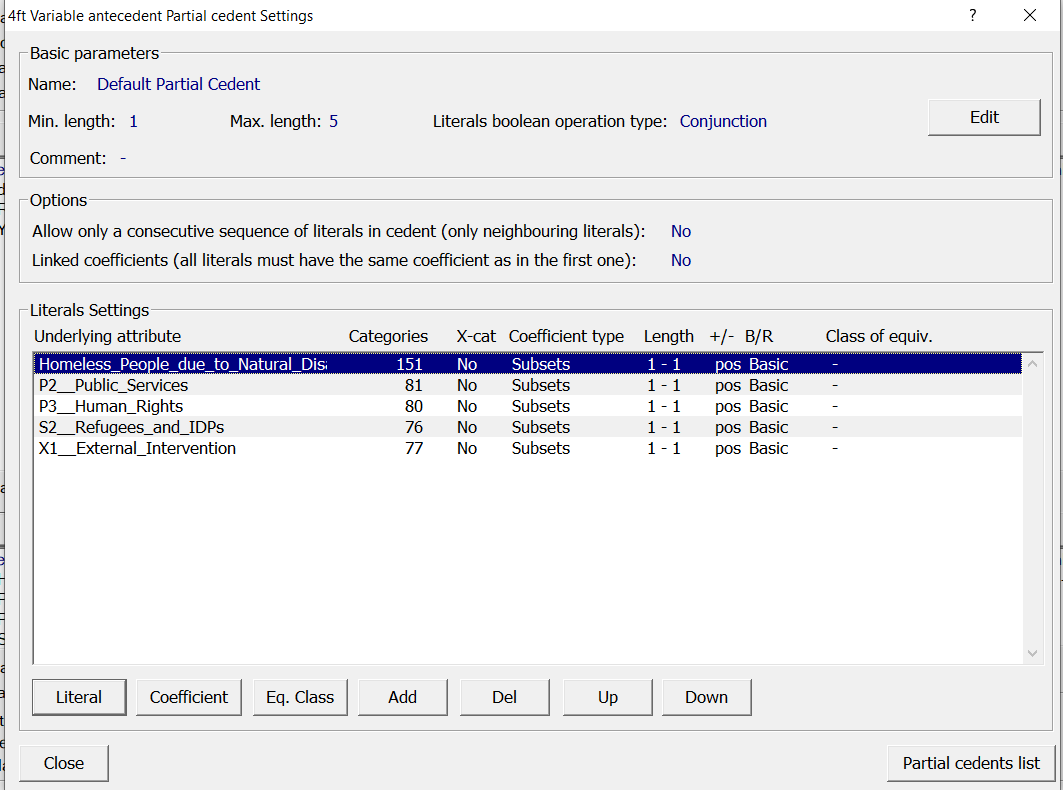 4ft Variable antecedent Partial cedent Settings ?
Basic parameters
Name: Default Partial Cedent
Min. length: 1 Max. length: 5 Literals boolean operation type: Conjunction Edit
Comment: -
Options
Allow only a consecutive sequence of literals in cedent (only neighbouring literals): No
Linked coefficients (all literals must have the same coefficient as in the first one): No
Literals Settings
Underlying attribute Categories X-cat Coefficient type Length +/- B/R Class of equiv.
Homeless_People_due_to_Natural_Disa 151 No Subsets 1 - 1 pos Basic -
P2__Public_Services 81 No Subsets 1 - 1 pos Basic -
P3__Human_Rights 80 No Subsets 1 - 1 pos Basic -
S2__Refugees_and_IDPs 76 No Subsets 1 - 1 pos Basic -
X1__External_Intervention 77 No Subsets 1 - 1 pos Basic -
Literal Coefficient Eq. Class Add Del Up Down
Close Partial cedents list